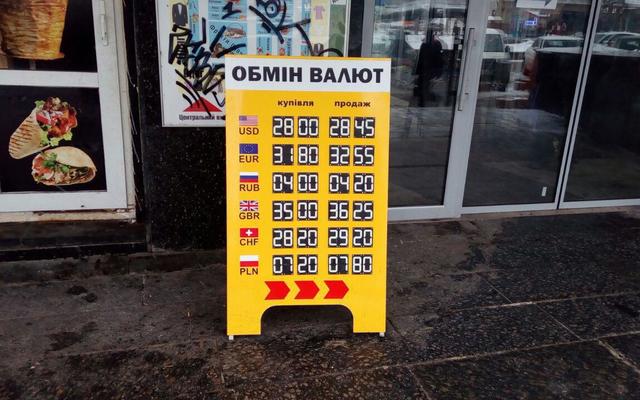 ОБМІН ВАЛЮТ
купівля продаж
USD 28 00 28 45
EUR 31 80 32 55
RUB 04 00 04 20
GBR 35 00 36 25
CHF 28 20 29 20
PLN 07 20 07 80
Центральний